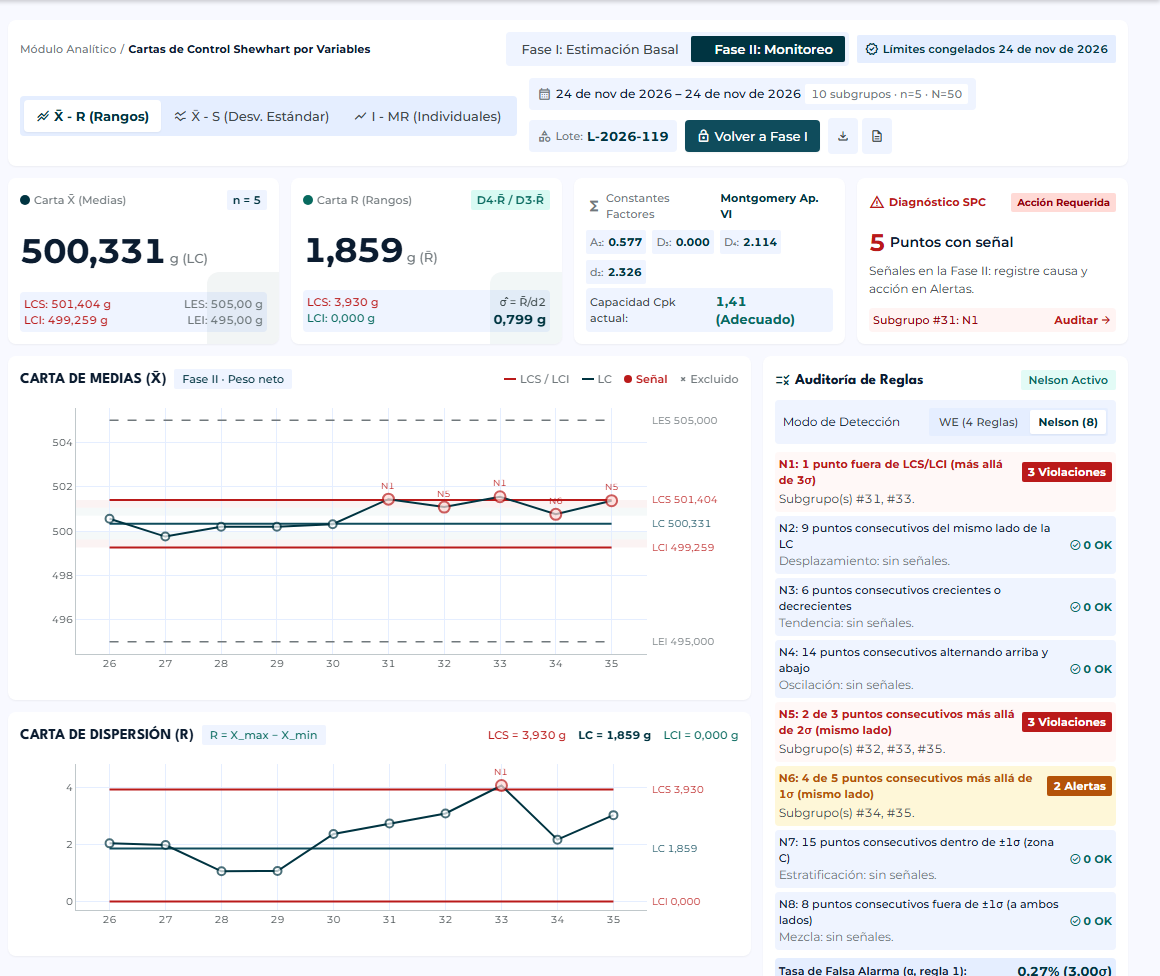 Módulo Analítico / Cartas de Control Shewhart por Variables
Fase I: Estimación Basal
Fase II: Monitoreo
Límites congelados 24 de nov de 2026
X̄ - R (Rangos)
X̄ - S (Desv. Estándar)
I - MR (Individuales)
24 de nov de 2026 – 24 de nov de 2026
10 subgrupos · n=5 · N=50
Lote: L-2026-119
Volver a Fase I
Carta X̄ (Medias)
n = 5
500,331 g (LC)
LCS: 501,404 g
LES: 505,00 g
LCI: 499,259 g
LEI: 495,00 g
Carta R (Rangos)
D4·R̄ / D3·R̄
1,859 g (R̄)
LCS: 3,930 g
σ̂ = R̄/d2
LCI: 0,000 g
0,799 g
Σ
Constantes
Factores
Montgomery Ap.
VI
A₂: 0.577
D₃: 0.000
D₄: 2.114
d₂: 2.326
Capacidad Cpk
actual:
1,41
(Adecuado)
Diagnóstico SPC
Acción Requerida
5 Puntos con señal
Señales en la Fase II: registre causa y
acción en Alertas.
Subgrupo #31: N1
Auditar →
CARTA DE MEDIAS (X̄)
Fase II · Peso neto
LCS / LCI
LC
Señal
× Excluido
LES 505,000
504
502
500
498
496
N1
N5
N1
N6
N5
LCS 501,404
LC 500,331
LCI 499,259
LEI 495,000
26 27 28 29 30 31 32 33 34 35
CARTA DE DISPERSIÓN (R)
R = X_max − X_min
LCS = 3,930 g
LC = 1,859 g
LCI = 0,000 g
4
2
0
N1
LCS 3,930
LC 1,859
LCI 0,000
26 27 28 29 30 31 32 33 34 35
Auditoría de Reglas
Nelson Activo
Modo de Detección
WE (4 Reglas)
Nelson (8)
N1: 1 punto fuera de LCS/LCI (más allá
de 3σ)
3 Violaciones
Subgrupo(s) #31, #33.
N2: 9 puntos consecutivos del mismo lado de la
LC
0 OK
Desplazamiento: sin señales.
N3: 6 puntos consecutivos crecientes o
decrecientes
0 OK
Tendencia: sin señales.
N4: 14 puntos consecutivos alternando arriba y
abajo
0 OK
Oscilación: sin señales.
N5: 2 de 3 puntos consecutivos más allá
de 2σ (mismo lado)
3 Violaciones
Subgrupo(s) #32, #33, #35.
N6: 4 de 5 puntos consecutivos más allá de
1σ (mismo lado)
2 Alertas
Subgrupo(s) #34, #35.
N7: 15 puntos consecutivos dentro de ±1σ (zona
C)
0 OK
Estratificación: sin señales.
N8: 8 puntos consecutivos fuera de ±1σ (a ambos
lados)
0 OK
Mezcla: sin señales.
Tasa de Falsa Alarma (α, regla 1):
0,27% (3,00σ)